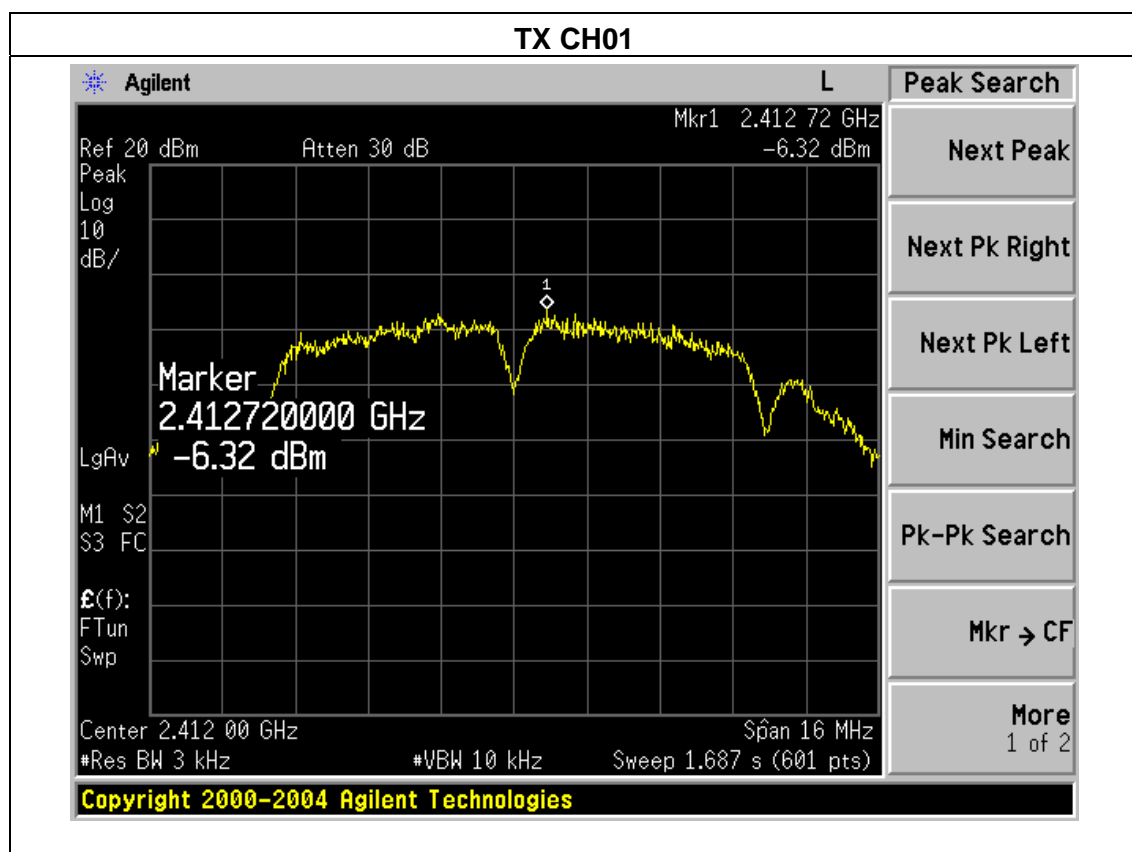 TX CH01
Agilent L Peak Search
Mkr1 2.412 72 GHz
Ref 20 dBm Atten 30 dB -6.32 dBm
Peak
Log
10
dB/
1
Marker
2.412720000 GHz
-6.32 dBm
LgAv
M1 S2
S3 FC
£(f):
FTun
Swp
Center 2.412 00 GHz Span 16 MHz
#Res BW 3 kHz #VBW 10 kHz Sweep 1.687 s (601 pts)
Copyright 2000-2004 Agilent Technologies
Next Peak
Next Pk Right
Next Pk Left
Min Search
Pk-Pk Search
Mkr → CF
More
1 of 2